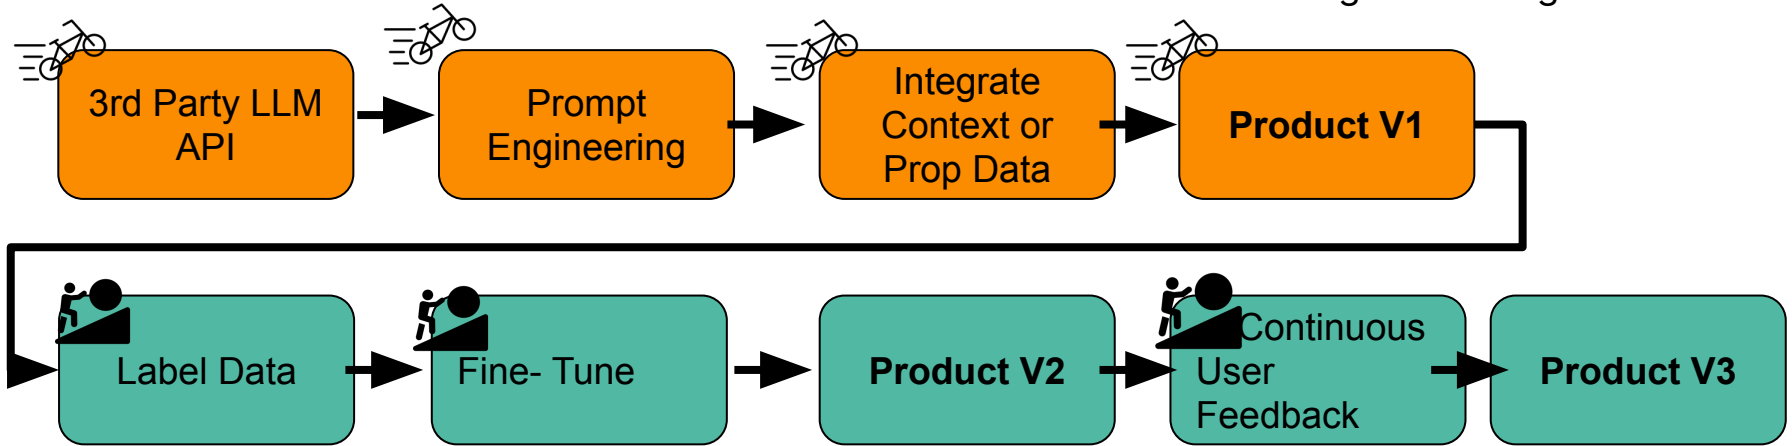 3rd Party LLM
API
Prompt
Engineering
Integrate
Context or
Prop Data
Product V1
Label Data
Fine- Tune
Product V2
Continuous
User
Feedback
Product V3